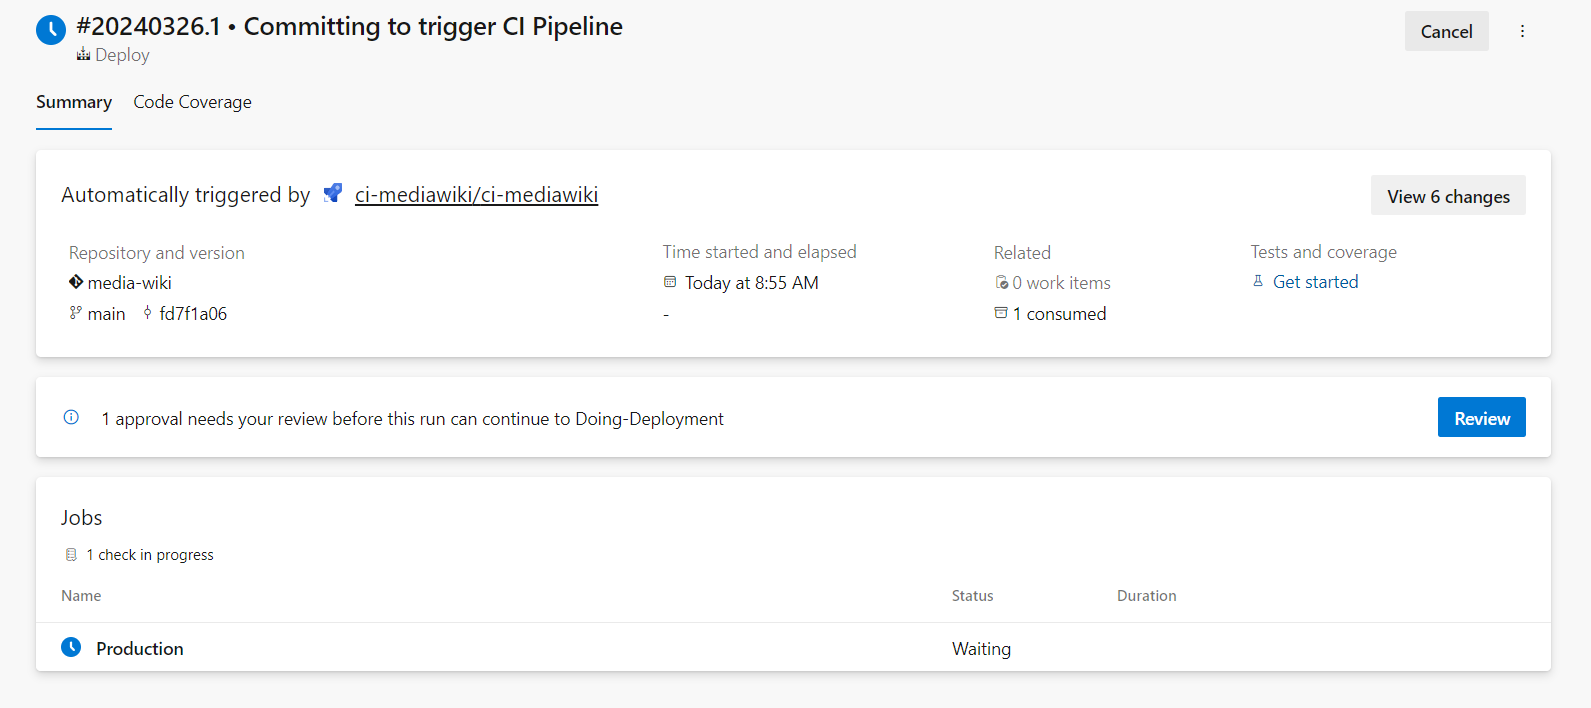 #20240326.1 • Committing to trigger CI Pipeline
Cancel
Deploy
Summary Code Coverage
Automatically triggered by ci-mediawiki/ci-mediawiki
View 6 changes
Repository and version
media-wiki
main fd7f1a06
Time started and elapsed
Today at 8:55 AM
-
Related
0 work items
1 consumed
Tests and coverage
Get started
1 approval needs your review before this run can continue to Doing-Deployment
Review
Jobs
1 check in progress
Name Status Duration
Production Waiting